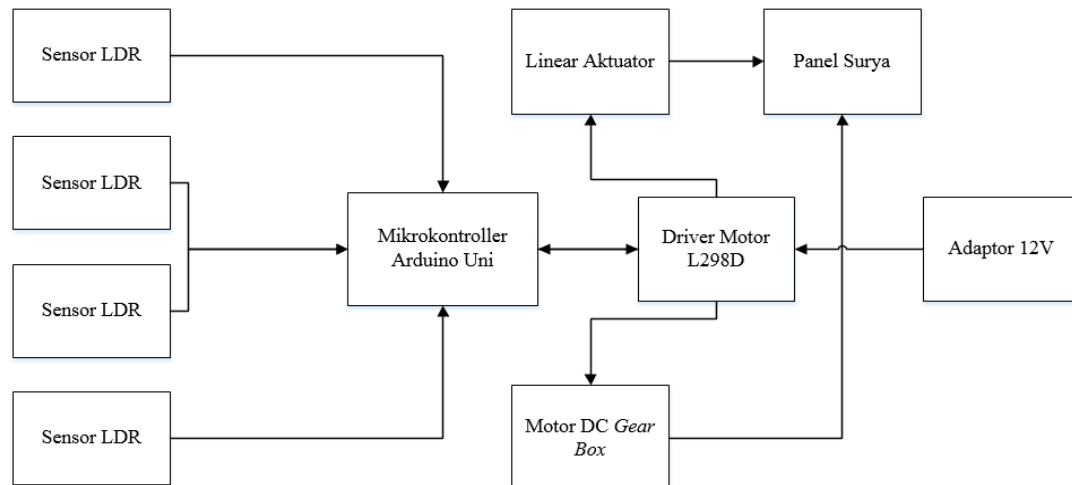 Sensor LDR
Sensor LDR
Sensor LDR
Sensor LDR
Mikrokontroller
Arduino Uni
Linear Aktuator
Panel Surya
Driver Motor
L298D
Adaptor 12V
Motor DC Gear
Box